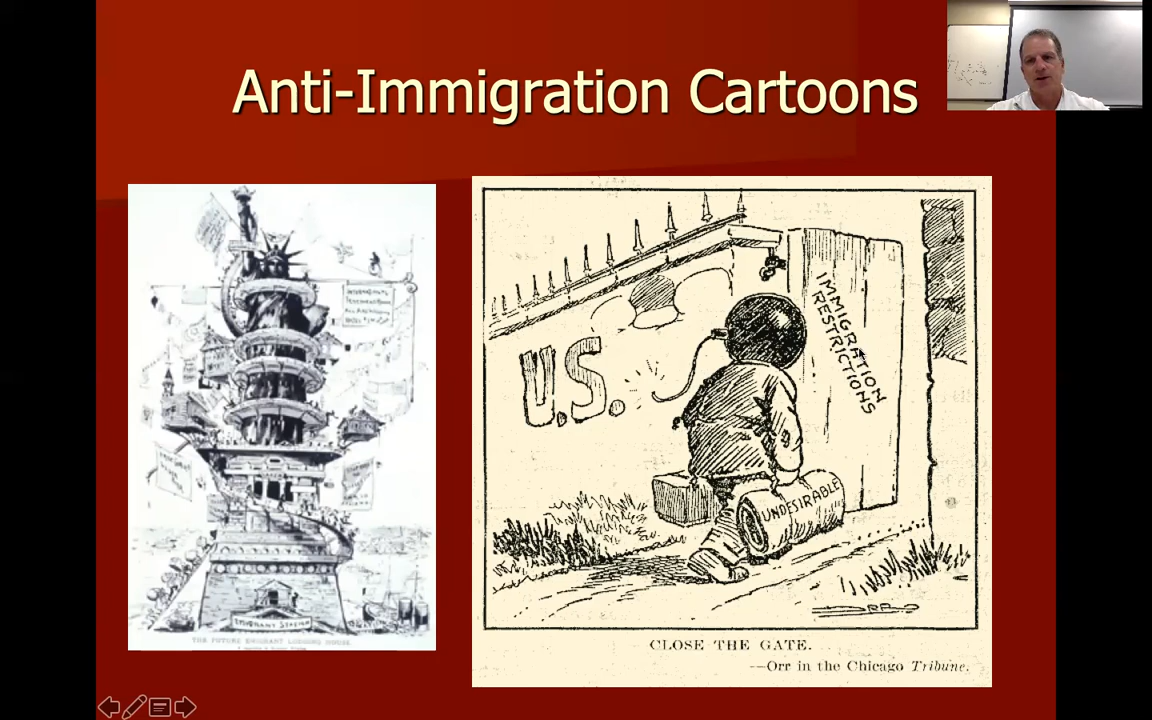 Anti-Immigration Cartoons
EMIGRANT STATION
THE FUTURE EMIGRANT LODGING HOUSE.
U.S.
IMMIGRATION
RESTRICTIONS
UNDESIRABLE
ORR
CLOSE THE GATE.
—Orr in the Chicago Tribune.